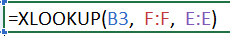 =XLOOKUP(B3, F:F, E:E)